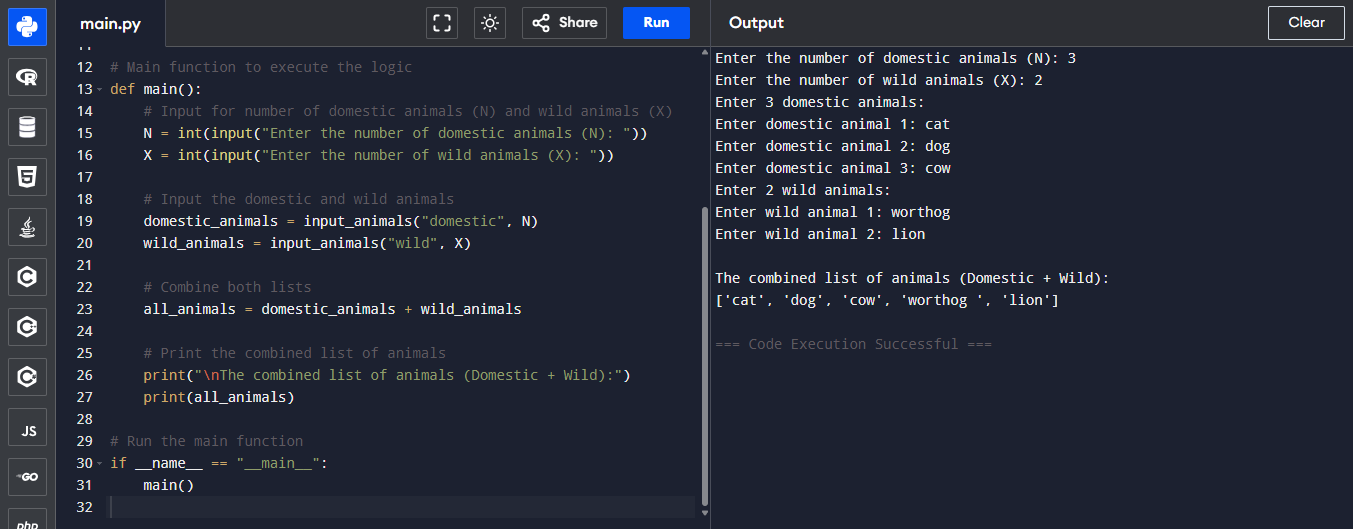 main.py
Share
Run
Output
Clear
12 # Main function to execute the logic
13 def main():
14     # Input for number of domestic animals (N) and wild animals (X)
15     N = int(input("Enter the number of domestic animals (N): "))
16     X = int(input("Enter the number of wild animals (X): "))
17
18     # Input the domestic and wild animals
19     domestic_animals = input_animals("domestic", N)
20     wild_animals = input_animals("wild", X)
21
22     # Combine both lists
23     all_animals = domestic_animals + wild_animals
24
25     # Print the combined list of animals
26     print("\nThe combined list of animals (Domestic + Wild):")
27     print(all_animals)
28
29 # Run the main function
30 if __name__ == "__main__":
31     main()
32
Enter the number of domestic animals (N): 3
Enter the number of wild animals (X): 2
Enter 3 domestic animals:
Enter domestic animal 1: cat
Enter domestic animal 2: dog
Enter domestic animal 3: cow
Enter 2 wild animals:
Enter wild animal 1: worthog
Enter wild animal 2: lion
The combined list of animals (Domestic + Wild):
['cat', 'dog', 'cow', 'worthog ', 'lion']
=== Code Execution Successful ===
R
5
C
C
C
JS
GO
php